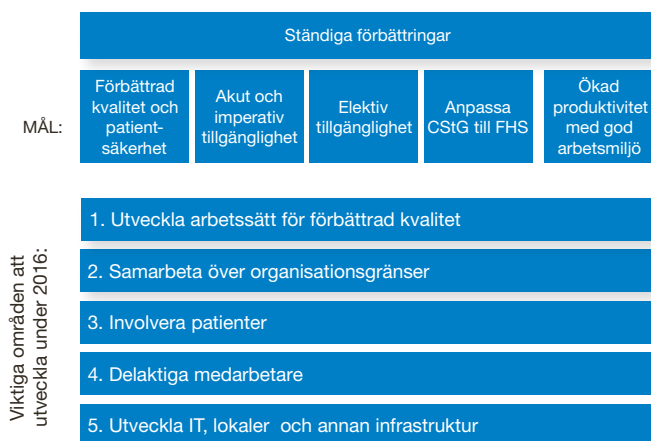 Ständiga förbättringar
MÅL:
Förbättrad
kvalitet och
patient-
säkerhet
Akut och
imperativ
tillgänglighet
Elektiv
tillgänglighet
Anpassa
CStG till FHS
Ökad
produktivitet
med god
arbetsmiljö
Viktiga områden att
utveckla under 2016:
1. Utveckla arbetssätt för förbättrad kvalitet
2. Samarbeta över organisationsgränser
3. Involvera patienter
4. Delaktiga medarbetare
5. Utveckla IT, lokaler och annan infrastruktur